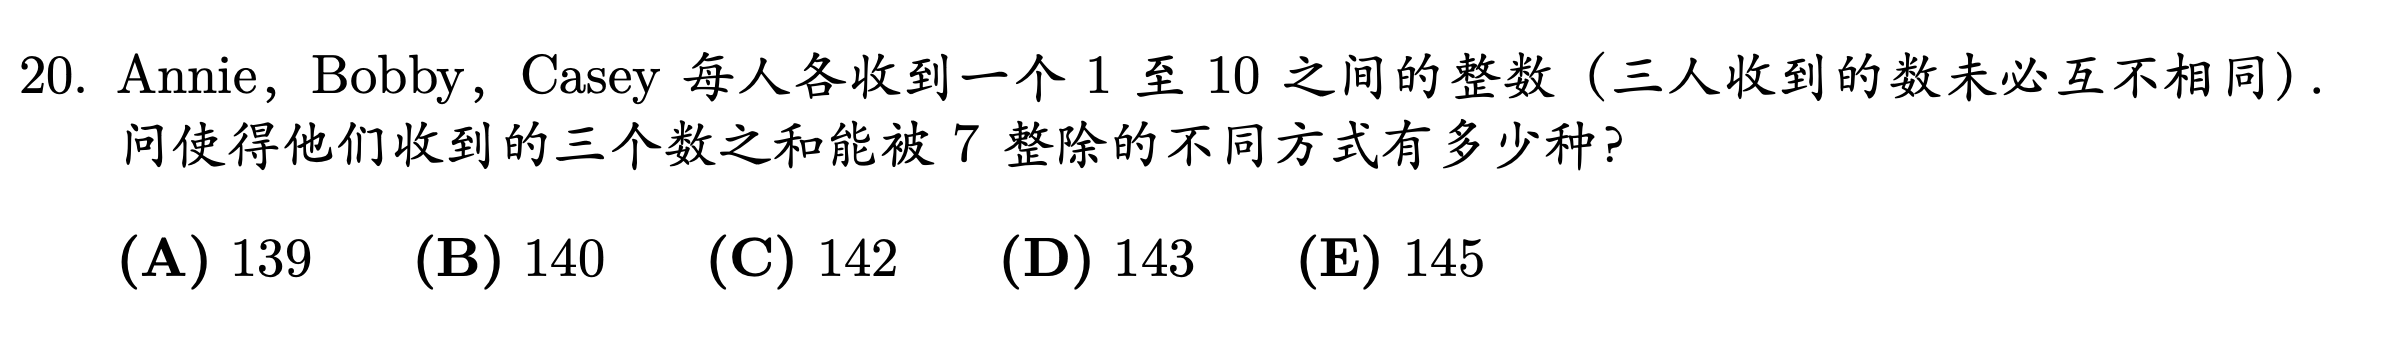 20. Annie，Bobby，Casey 每人各收到一个 1 至 10 之间的整数（三人收到的数未必互不相同）.
问使得他们收到的三个数之和能被 7 整除的不同方式有多少种?
(A) 139 (B) 140 (C) 142 (D) 143 (E) 145